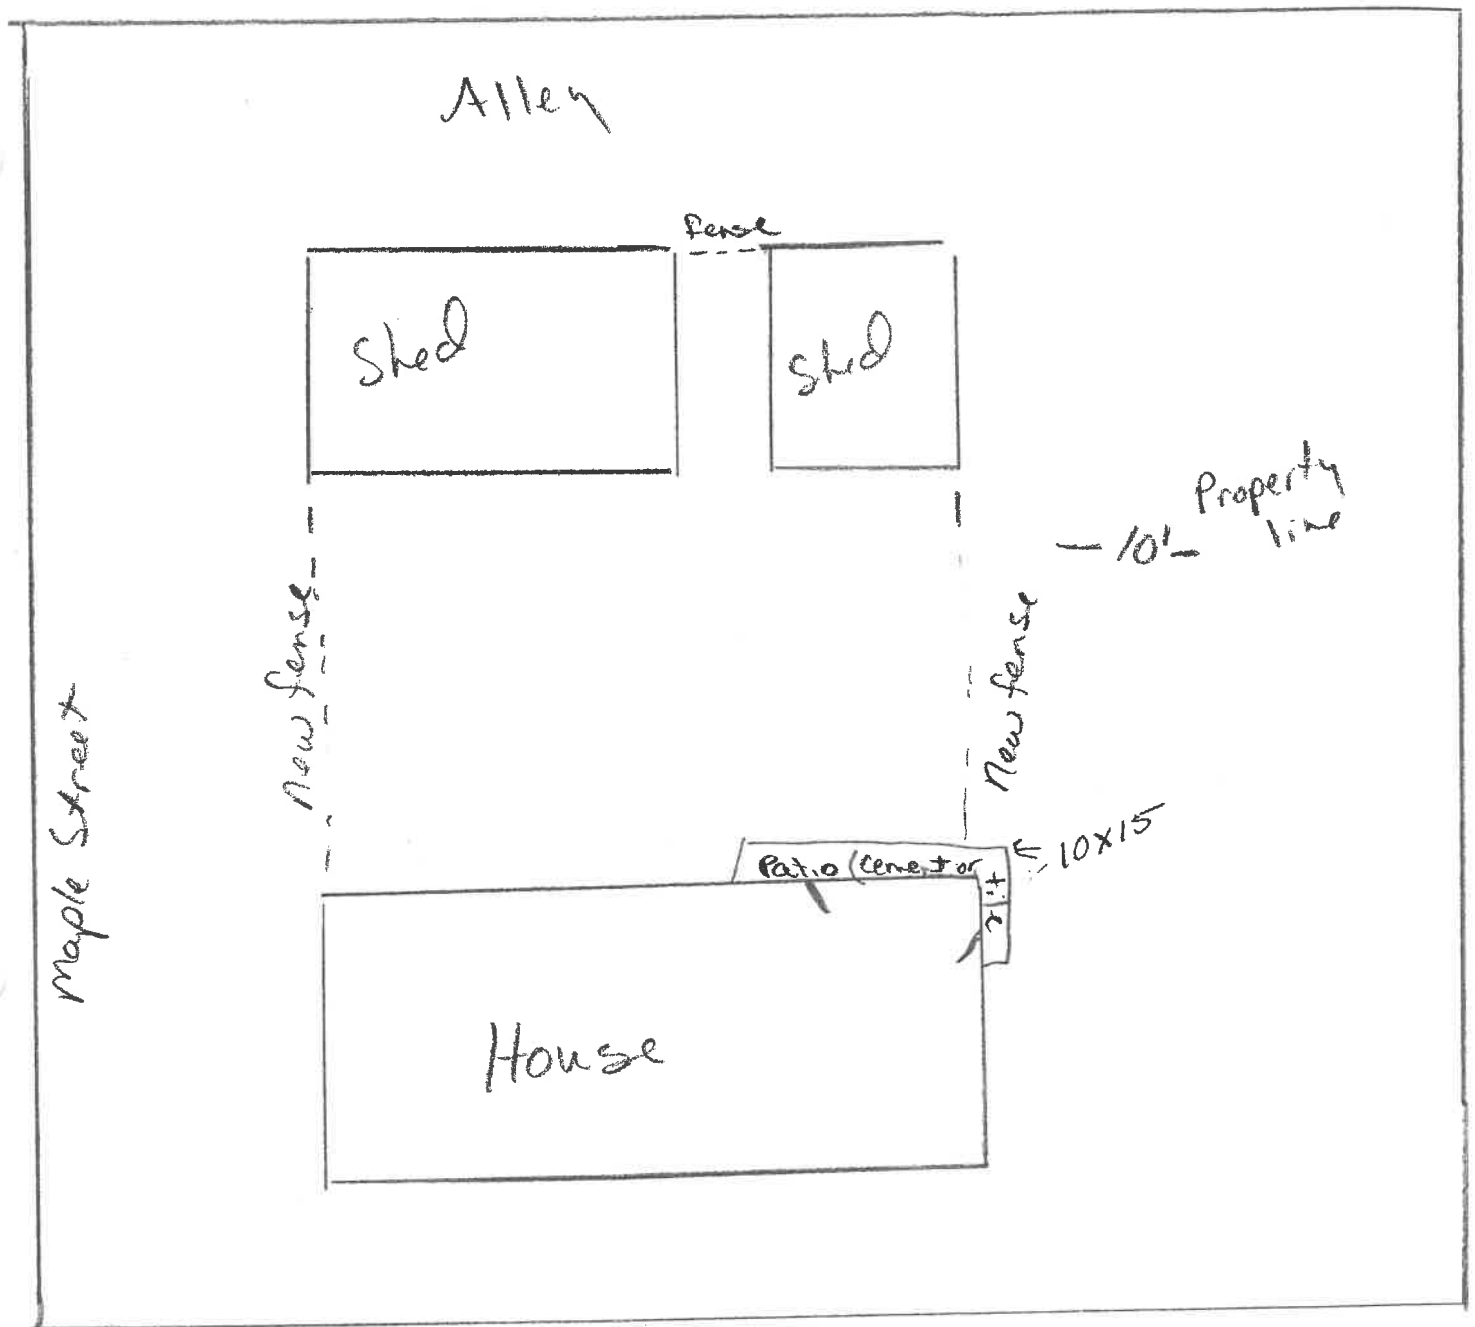 Alley
fense
Shed
Shed
Property
line
– 10' –
New fense
New fense
Maple Street
10x15
Patio (Cement or
House